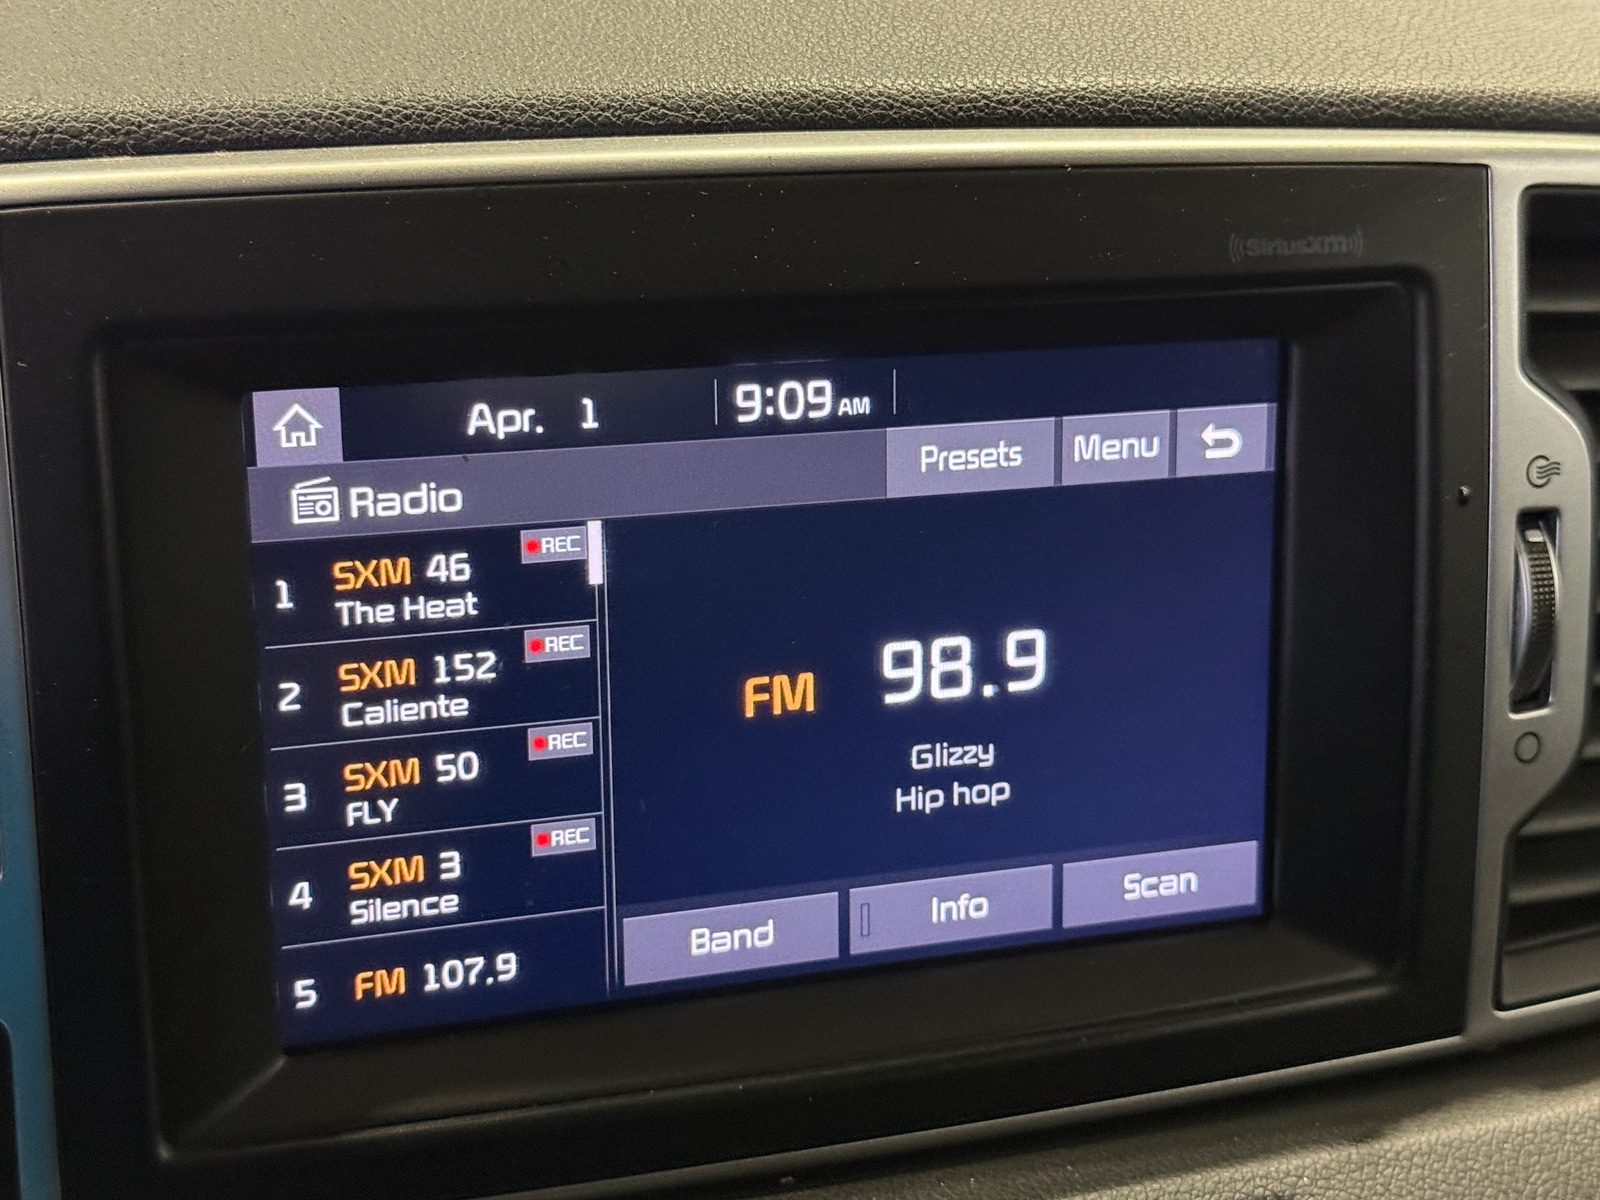 SiriusXM
Apr. 1
9:09 AM
Presets
Menu
Radio
1 SXM 46 REC
The Heat
2 SXM 152 REC
Caliente
3 SXM 50 REC
FLY
4 SXM 3 REC
Silence
5 FM 107.9
FM 98.9
Glizzy
Hip hop
Band
Info
Scan